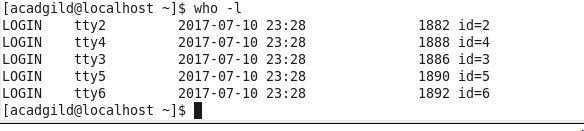 [acadgild@localhost ~]$ who -l
LOGIN    tty2         2017-07-10 23:28              1882 id=2
LOGIN    tty4         2017-07-10 23:28              1888 id=4
LOGIN    tty3         2017-07-10 23:28              1886 id=3
LOGIN    tty5         2017-07-10 23:28              1890 id=5
LOGIN    tty6         2017-07-10 23:28              1892 id=6
[acadgild@localhost ~]$